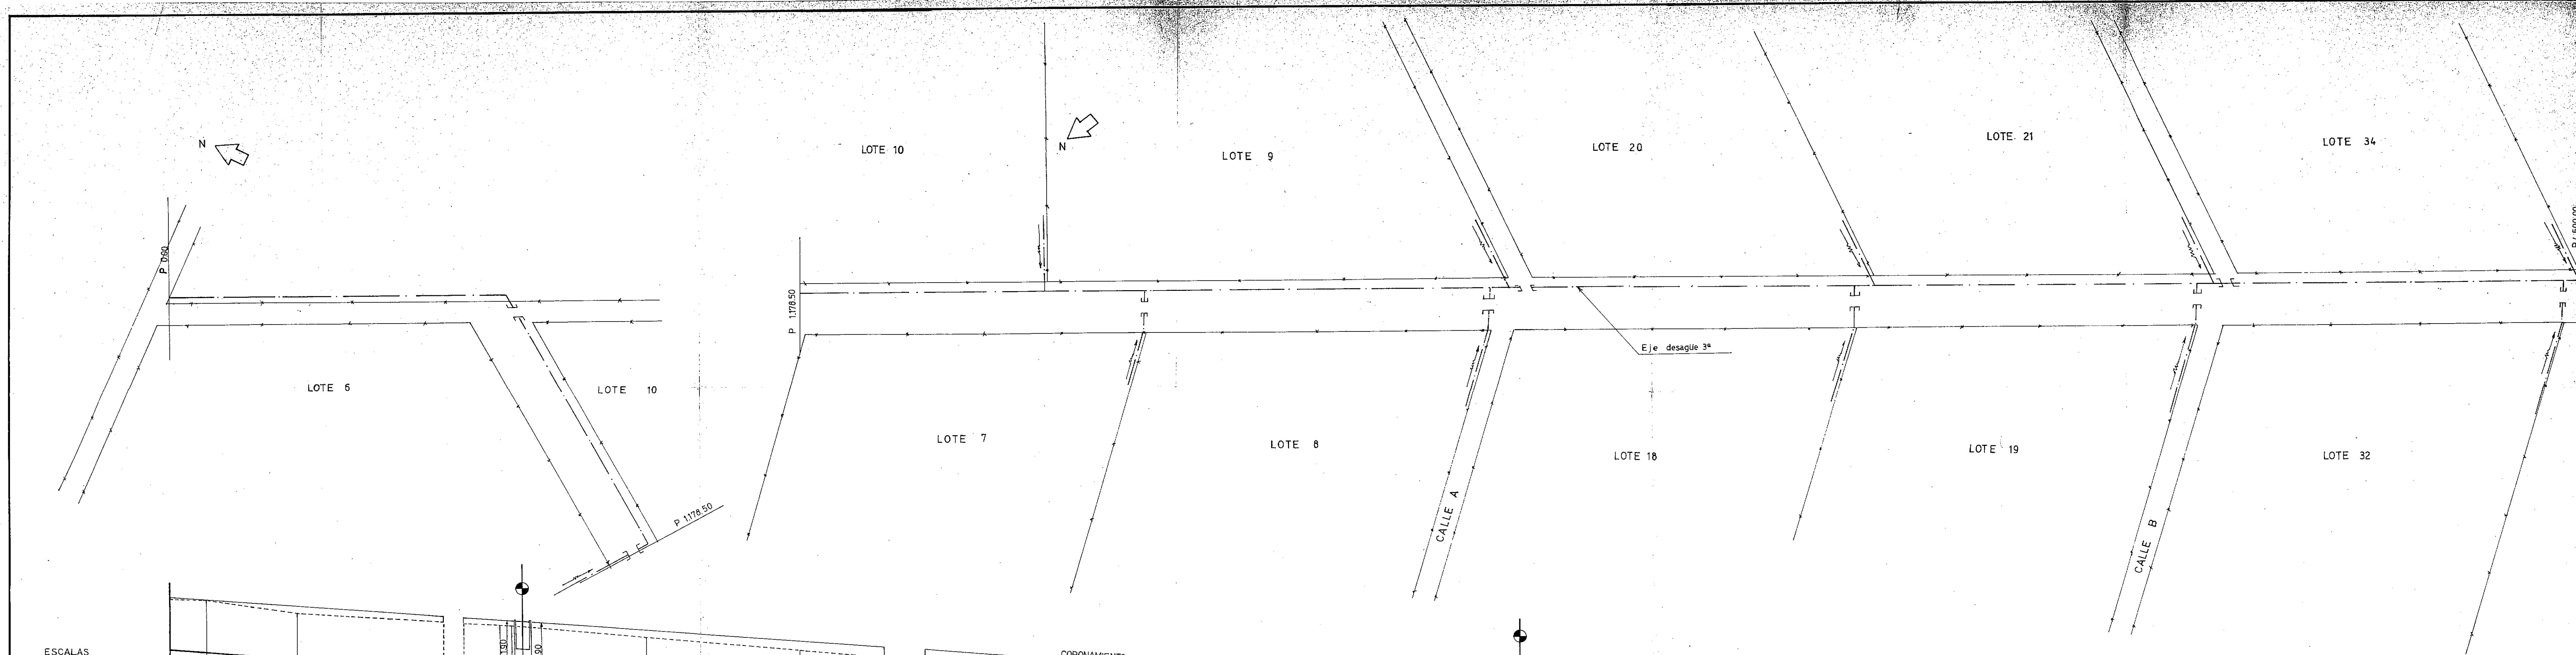 N
P 0.00
LOTE 6
LOTE 10
P 1.178.50
LOTE 10
N
LOTE 9
LOTE 20
LOTE 21
LOTE 34
P 1.178.50
Eje desagüe 3ª
LOTE 7
LOTE 8
CALLE A
LOTE 18
LOTE 19
CALLE B
LOTE 32
ESCALAS